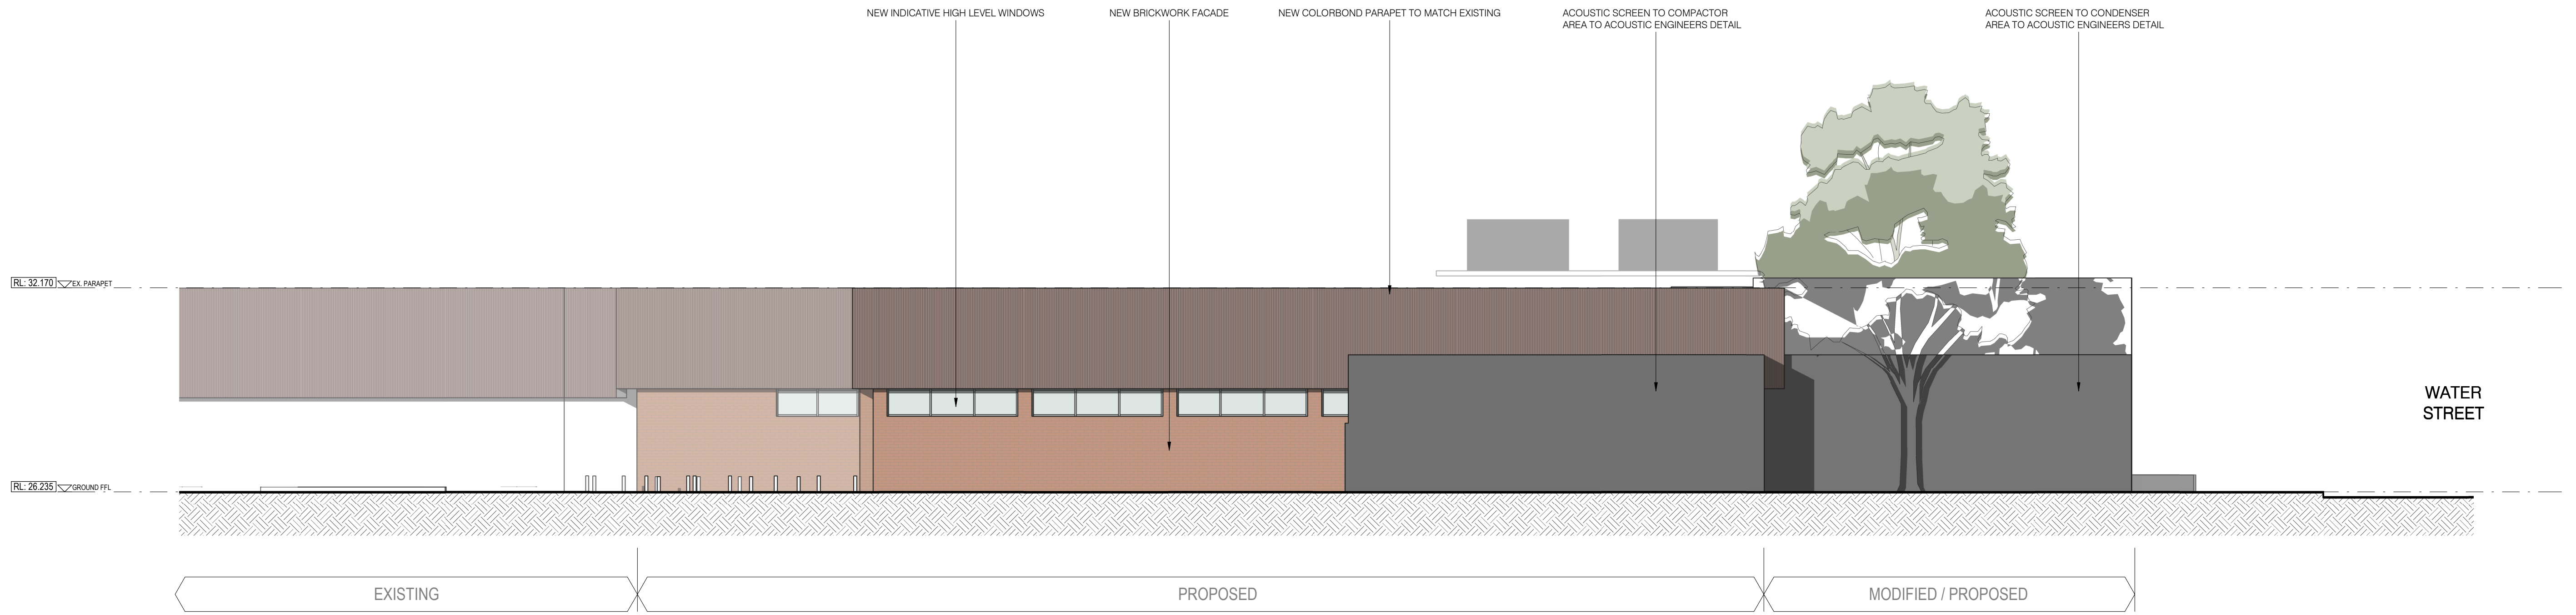 NEW INDICATIVE HIGH LEVEL WINDOWS
NEW BRICKWORK FACADE
NEW COLORBOND PARAPET TO MATCH EXISTING
ACOUSTIC SCREEN TO COMPACTOR
AREA TO ACOUSTIC ENGINEERS DETAIL
ACOUSTIC SCREEN TO CONDENSER
AREA TO ACOUSTIC ENGINEERS DETAIL
RL: 32.170 EX. PARAPET
WATER
STREET
RL: 26.235 GROUND FFL
EXISTING
PROPOSED
MODIFIED / PROPOSED